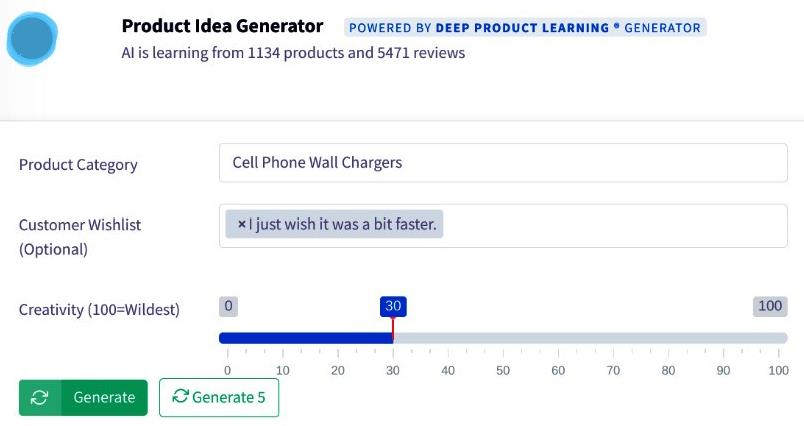 Product Idea Generator POWERED BY DEEP PRODUCT LEARNING ® GENERATOR
AI is learning from 1134 products and 5471 reviews
Product Category Cell Phone Wall Chargers
Customer Wishlist × I just wish it was a bit faster.
(Optional)
Creativity (100=Wildest) 0 30 100
0 10 20 30 40 50 60 70 80 90 100
Generate Generate 5